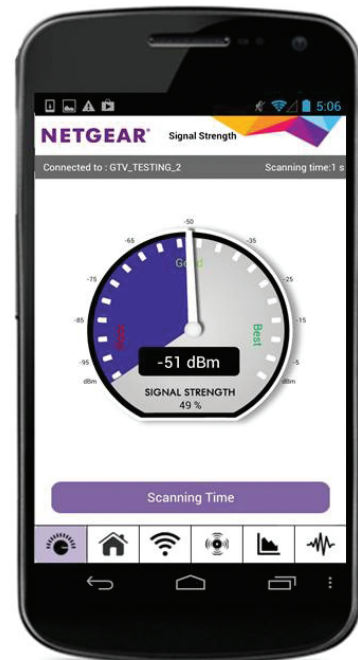 5:06
NETGEAR® Signal Strength
Connected to : GTV_TESTING_2 Scanning time:1 s
-50
-65 -35
Good
-75 -25
-85 -15
Best
-95 -5
dBm dBm
-51 dBm
SIGNAL STRENGTH
49 %
Scanning Time